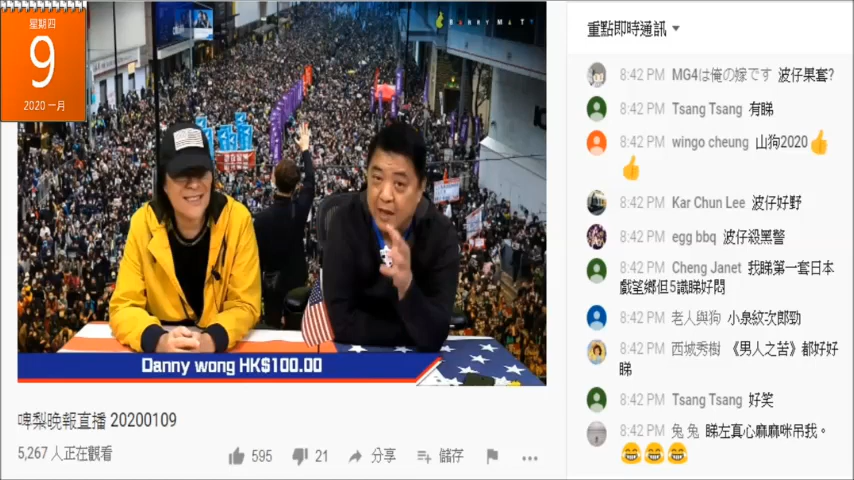 星期四
9
2020 一月
BARRY MA TV
Danny wong HK$100.00
啤梨晚報直播 20200109
5,267 人正在觀看
595
21
分享
儲存
重點即時通訊
8:42 PM MG4は俺の嫁です 波仔果套?
8:42 PM Tsang Tsang 有睇
8:42 PM wingo cheung 山狗2020👍
👍
8:42 PM Kar Chun Lee 波仔好野
8:42 PM egg bbq 波仔殺黑警
8:42 PM Cheng Janet 我睇第一套日本
戲望鄉但5識睇好悶
8:42 PM 老人與狗 小泉紋次郎勁
8:42 PM 西城秀樹 《男人之苦》都好好
睇
8:42 PM Tsang Tsang 好笑
8:42 PM 兔 兔 睇左真心麻麻咪吊我。
😂😂😂